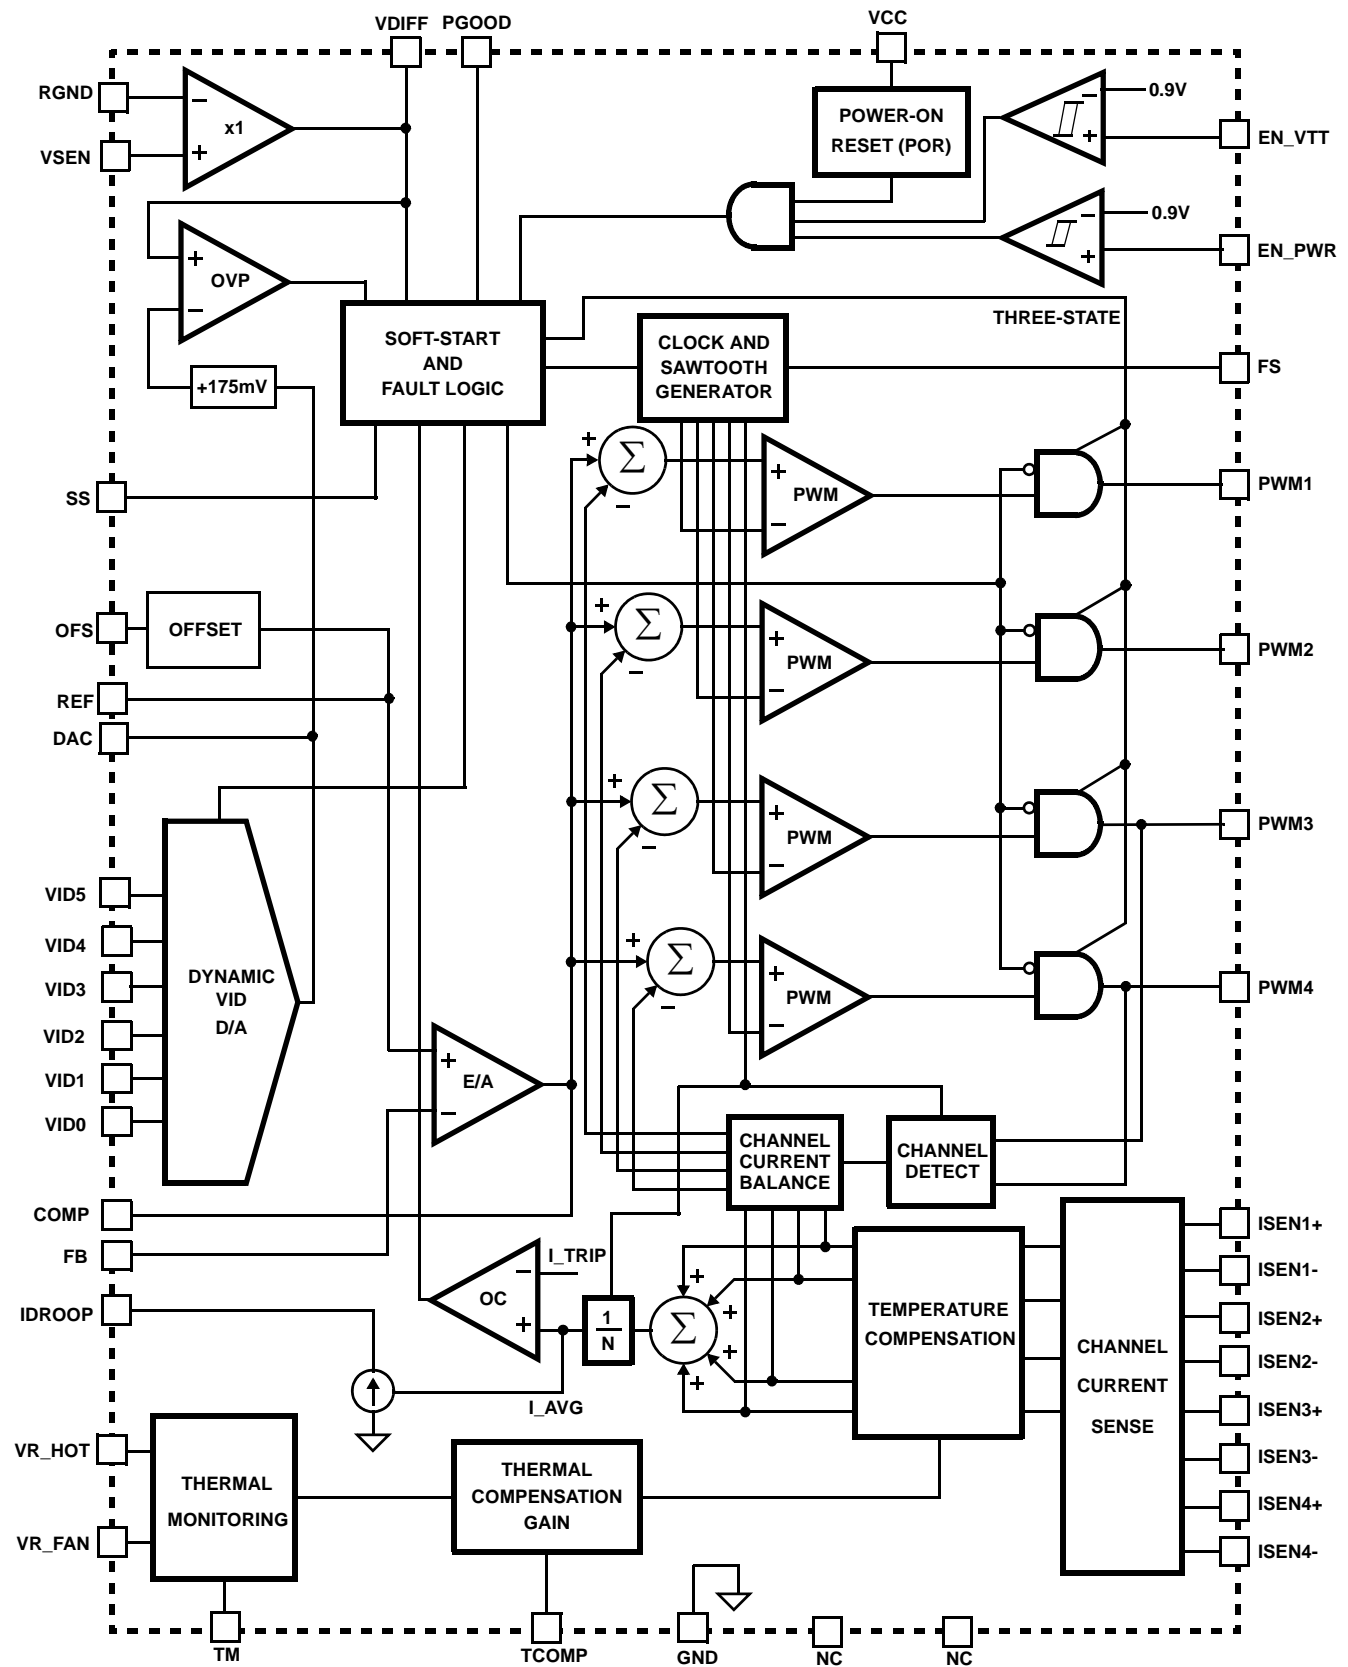 VDIFF PGOOD VCC
RGND
VSEN
−
x1
+
POWER-ON
RESET (POR)
−
+
0.9V
EN_VTT
−
+
0.9V
EN_PWR
+
OVP
−
+175mV
SOFT-START
AND
FAULT LOGIC
CLOCK AND
SAWTOOTH
GENERATOR
THREE-STATE
FS
SS
+
Σ
−
+
PWM
−
PWM1
OFS
OFFSET
+
Σ
−
+
PWM
−
PWM2
REF
DAC
+
Σ
−
+
PWM
−
PWM3
VID5
VID4
VID3
VID2
VID1
VID0
DYNAMIC
VID
D/A
+
Σ
−
+
PWM
−
PWM4
+
E/A
−
CHANNEL
CURRENT
BALANCE
CHANNEL
DETECT
COMP
FB
IDROOP
−
OC
+
I_TRIP
I_AVG
1
N
Σ
+
+
+
+
TEMPERATURE
COMPENSATION
CHANNEL
CURRENT
SENSE
ISEN1+
ISEN1-
ISEN2+
ISEN2-
ISEN3+
ISEN3-
ISEN4+
ISEN4-
VR_HOT
VR_FAN
THERMAL
MONITORING
THERMAL
COMPENSATION
GAIN
TM TCOMP GND NC NC